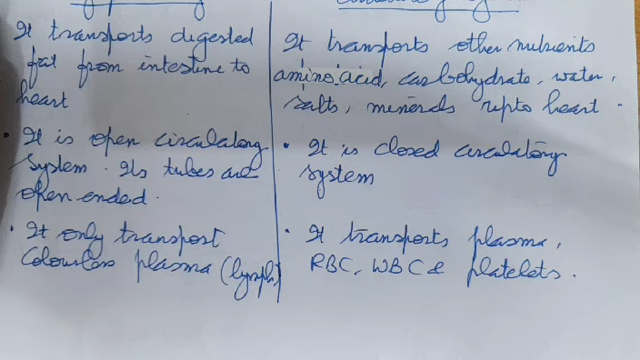 It transports digested
fat from intestine to
heart
• It is open circulatory
system. Its tubes are
open ended.
• It only transport
Colourless plasma (lymph)
It transports other nutrients
amino acid, carbohydrate, water,
salts, minerals upto heart.
• It is closed circulatory
system
• It transports plasma,
RBC, WBC & platelets.